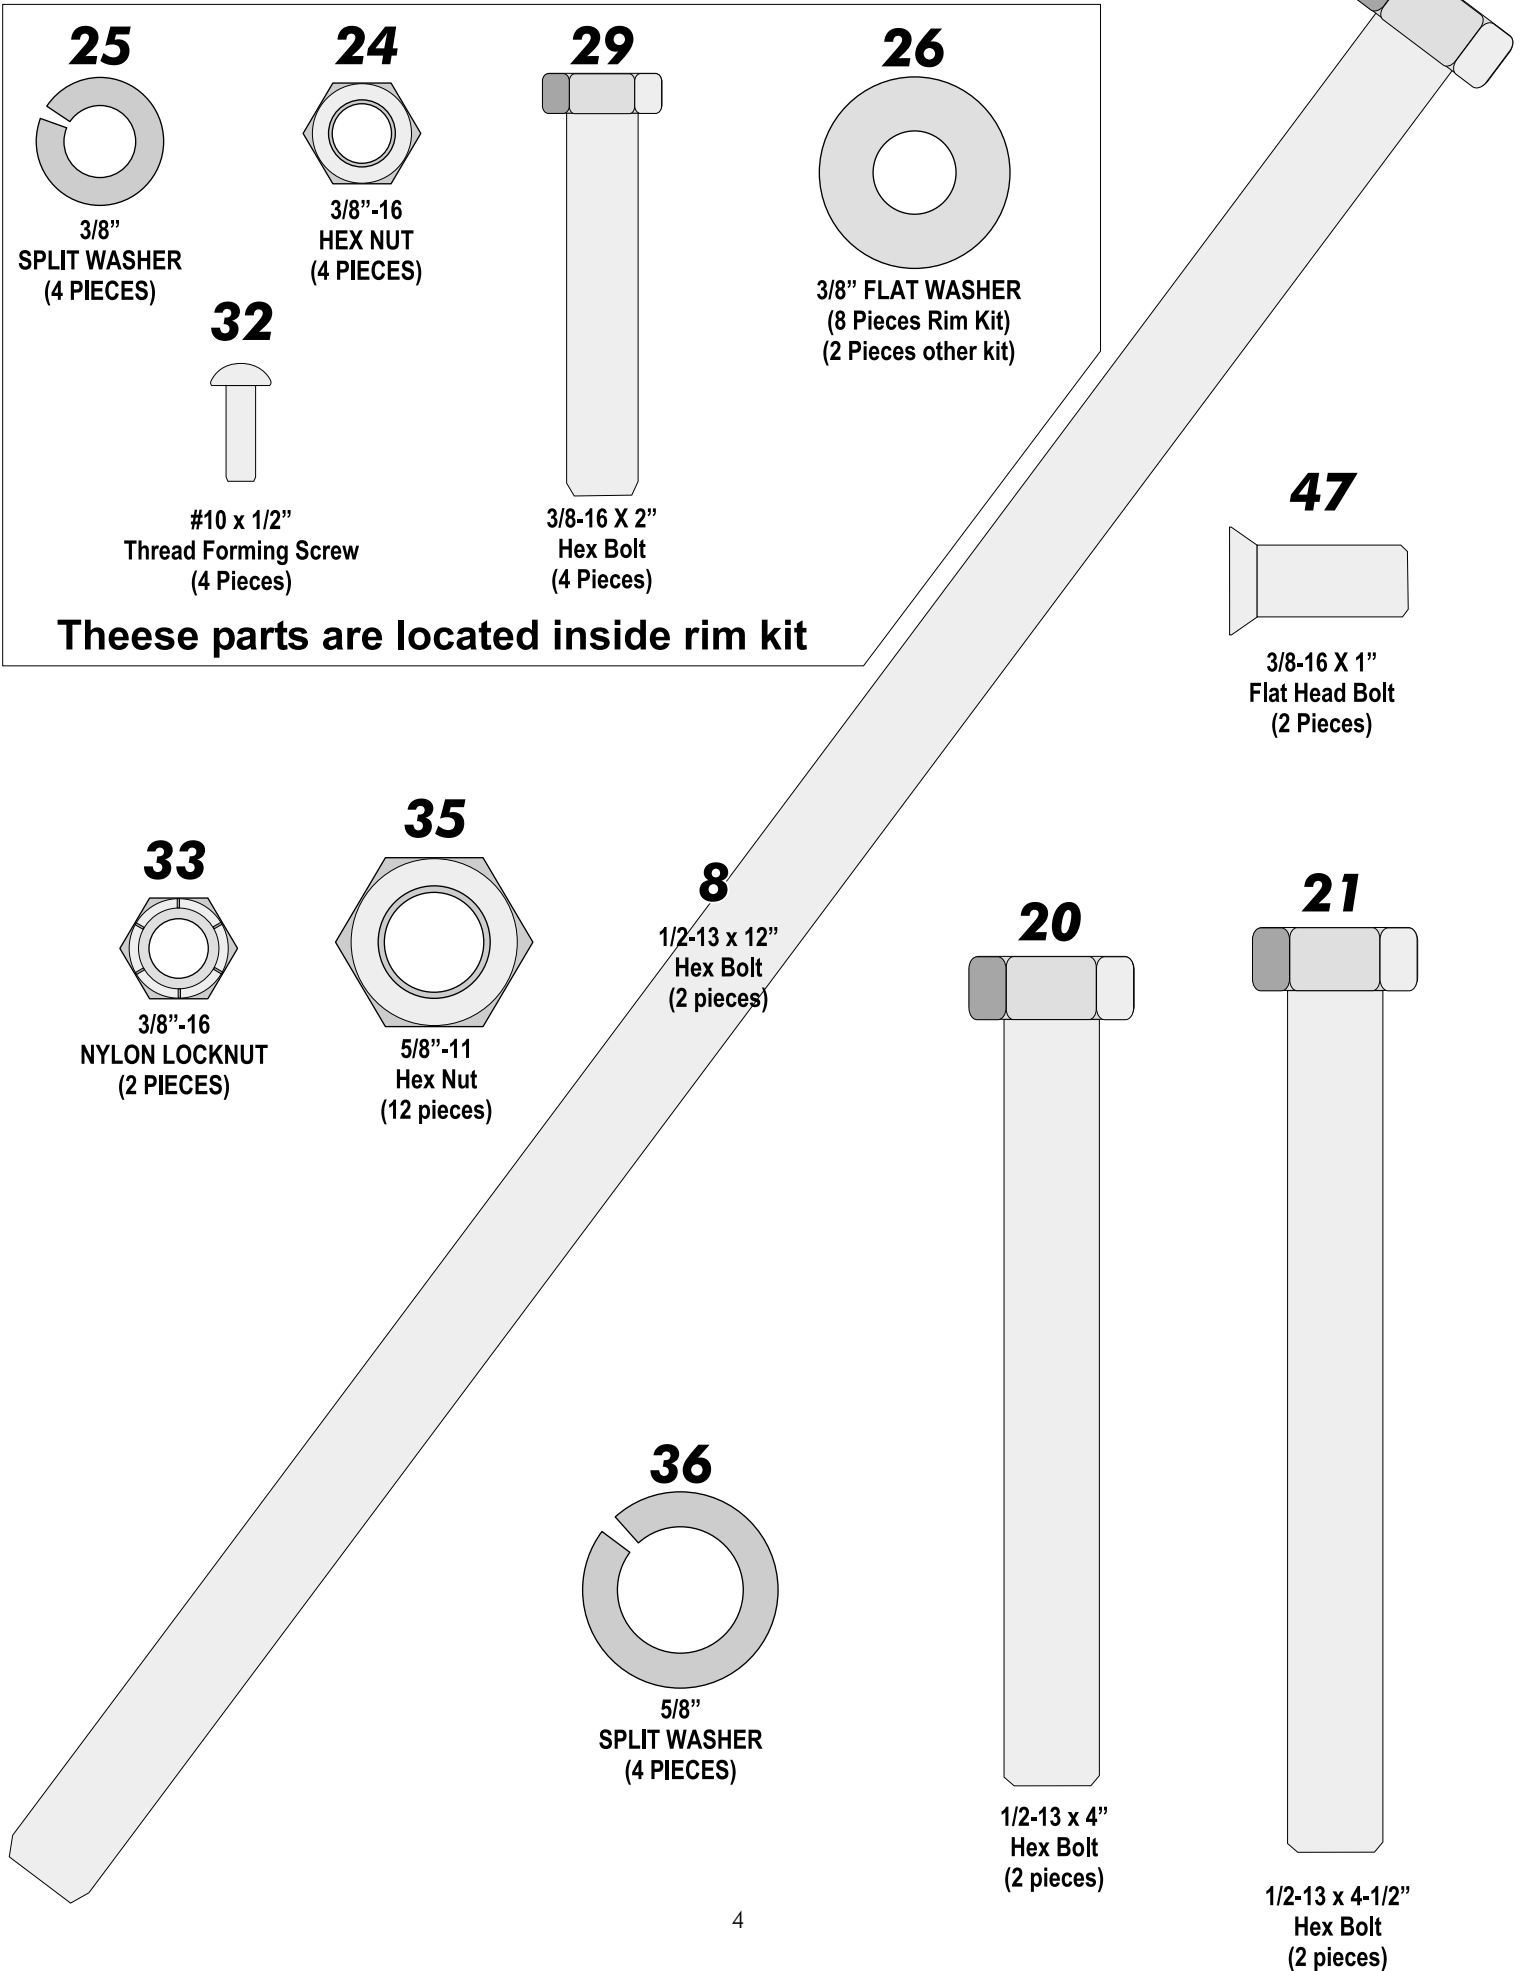 25
3/8”
SPLIT WASHER
(4 PIECES)
24
3/8”-16
HEX NUT
(4 PIECES)
29
3/8-16 X 2”
Hex Bolt
(4 Pieces)
26
3/8” FLAT WASHER
(8 Pieces Rim Kit)
(2 Pieces other kit)
32
#10 x 1/2”
Thread Forming Screw
(4 Pieces)
Theese parts are located inside rim kit
47
3/8-16 X 1”
Flat Head Bolt
(2 Pieces)
33
3/8”-16
NYLON LOCKNUT
(2 PIECES)
35
5/8”-11
Hex Nut
(12 pieces)
8
1/2-13 x 12”
Hex Bolt
(2 pieces)
20
1/2-13 x 4”
Hex Bolt
(2 pieces)
21
1/2-13 x 4-1/2”
Hex Bolt
(2 pieces)
36
5/8”
SPLIT WASHER
(4 PIECES)
4